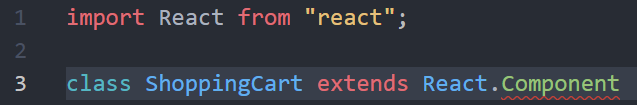 1 import React from "react";
2
3 class ShoppingCart extends React.Component